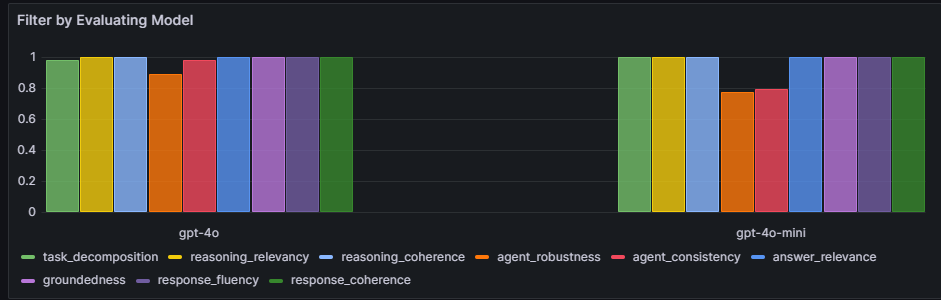 Filter by Evaluating Model
1
0.8
0.6
0.4
0.2
0
gpt-4o gpt-4o-mini
task_decomposition reasoning_relevancy reasoning_coherence agent_robustness agent_consistency answer_relevance
groundedness response_fluency response_coherence